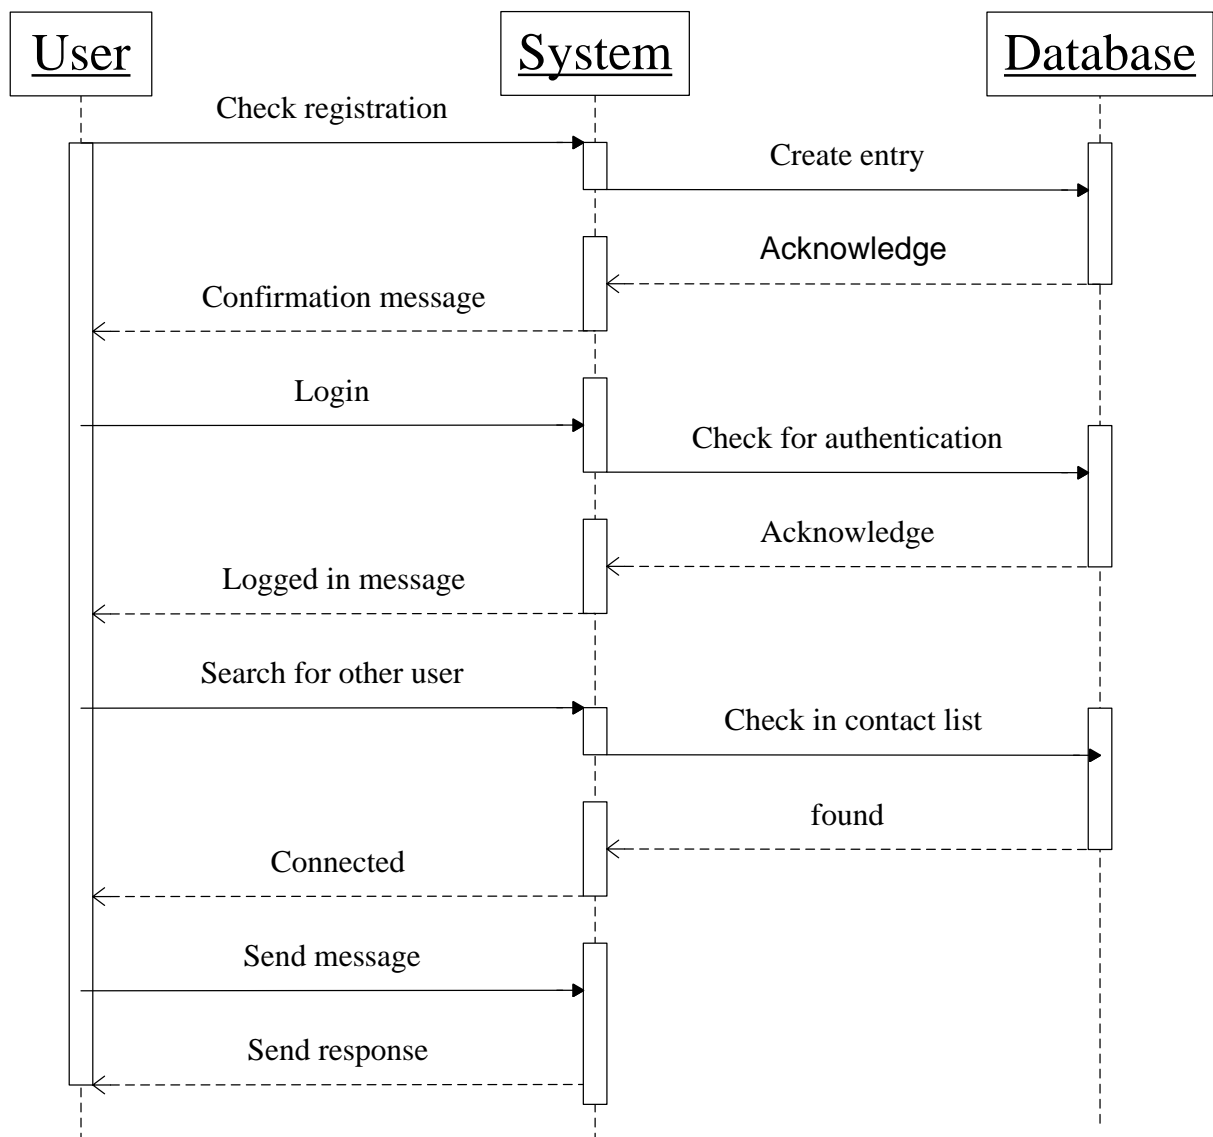 User
System
Database
Check registration
Create entry
Acknowledge
Confirmation message
Login
Check for authentication
Acknowledge
Logged in message
Search for other user
Check in contact list
found
Connected
Send message
Send response